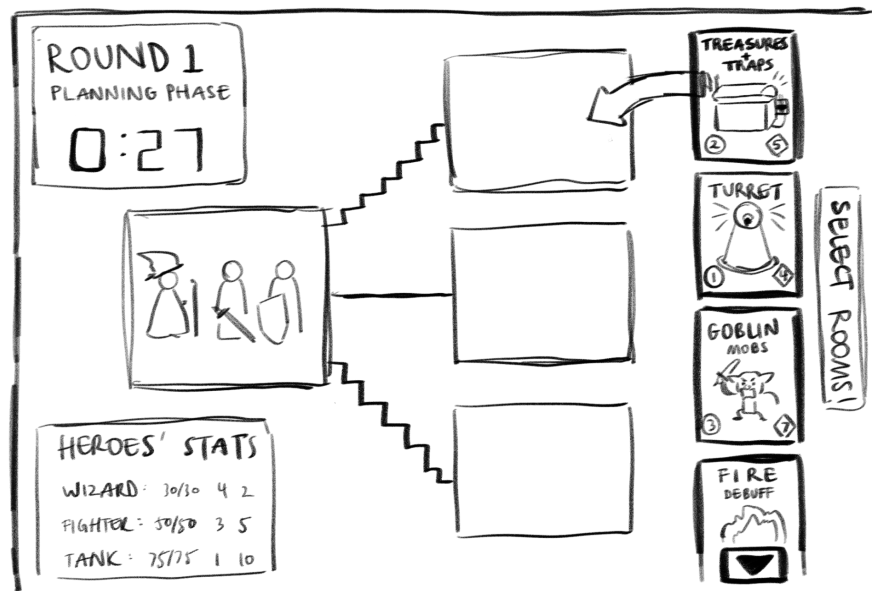 ROUND 1
PLANNING PHASE
0:27
HEROES' STATS
WIZARD: 30/30 4 2
FIGHTER: 50/50 3 5
TANK: 75/75 1 10
TREASURES
+
TRAPS
2 5
TURRET
1 4
GOBLIN
MOBS
3 7
FIRE
DEBUFF
SELECT ROOMS!